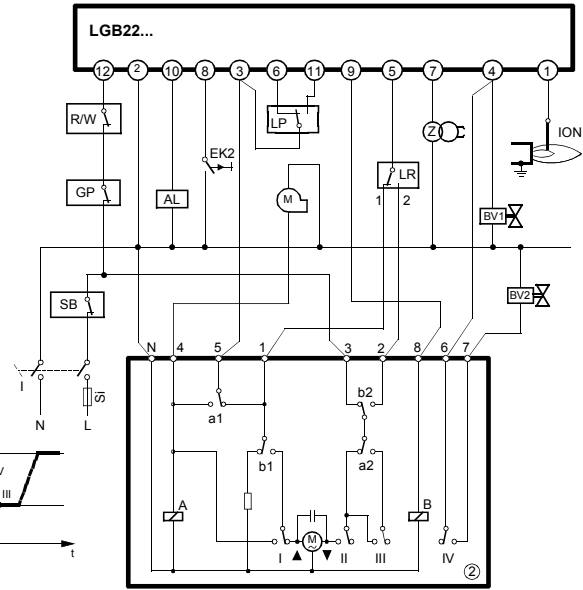 LGB22...
12 2 10 8 3 6 11 9 5 7 4 1
R/W
LP
Z
ION
EK2
GP
AL
M
LR
1 2
BV1
BV2
SB
I
Si
N L
N 4 5 1 3 2 8 6 7
a1
b2
b1
a2
A
B
M
~
I II III IV
2
V
III
t